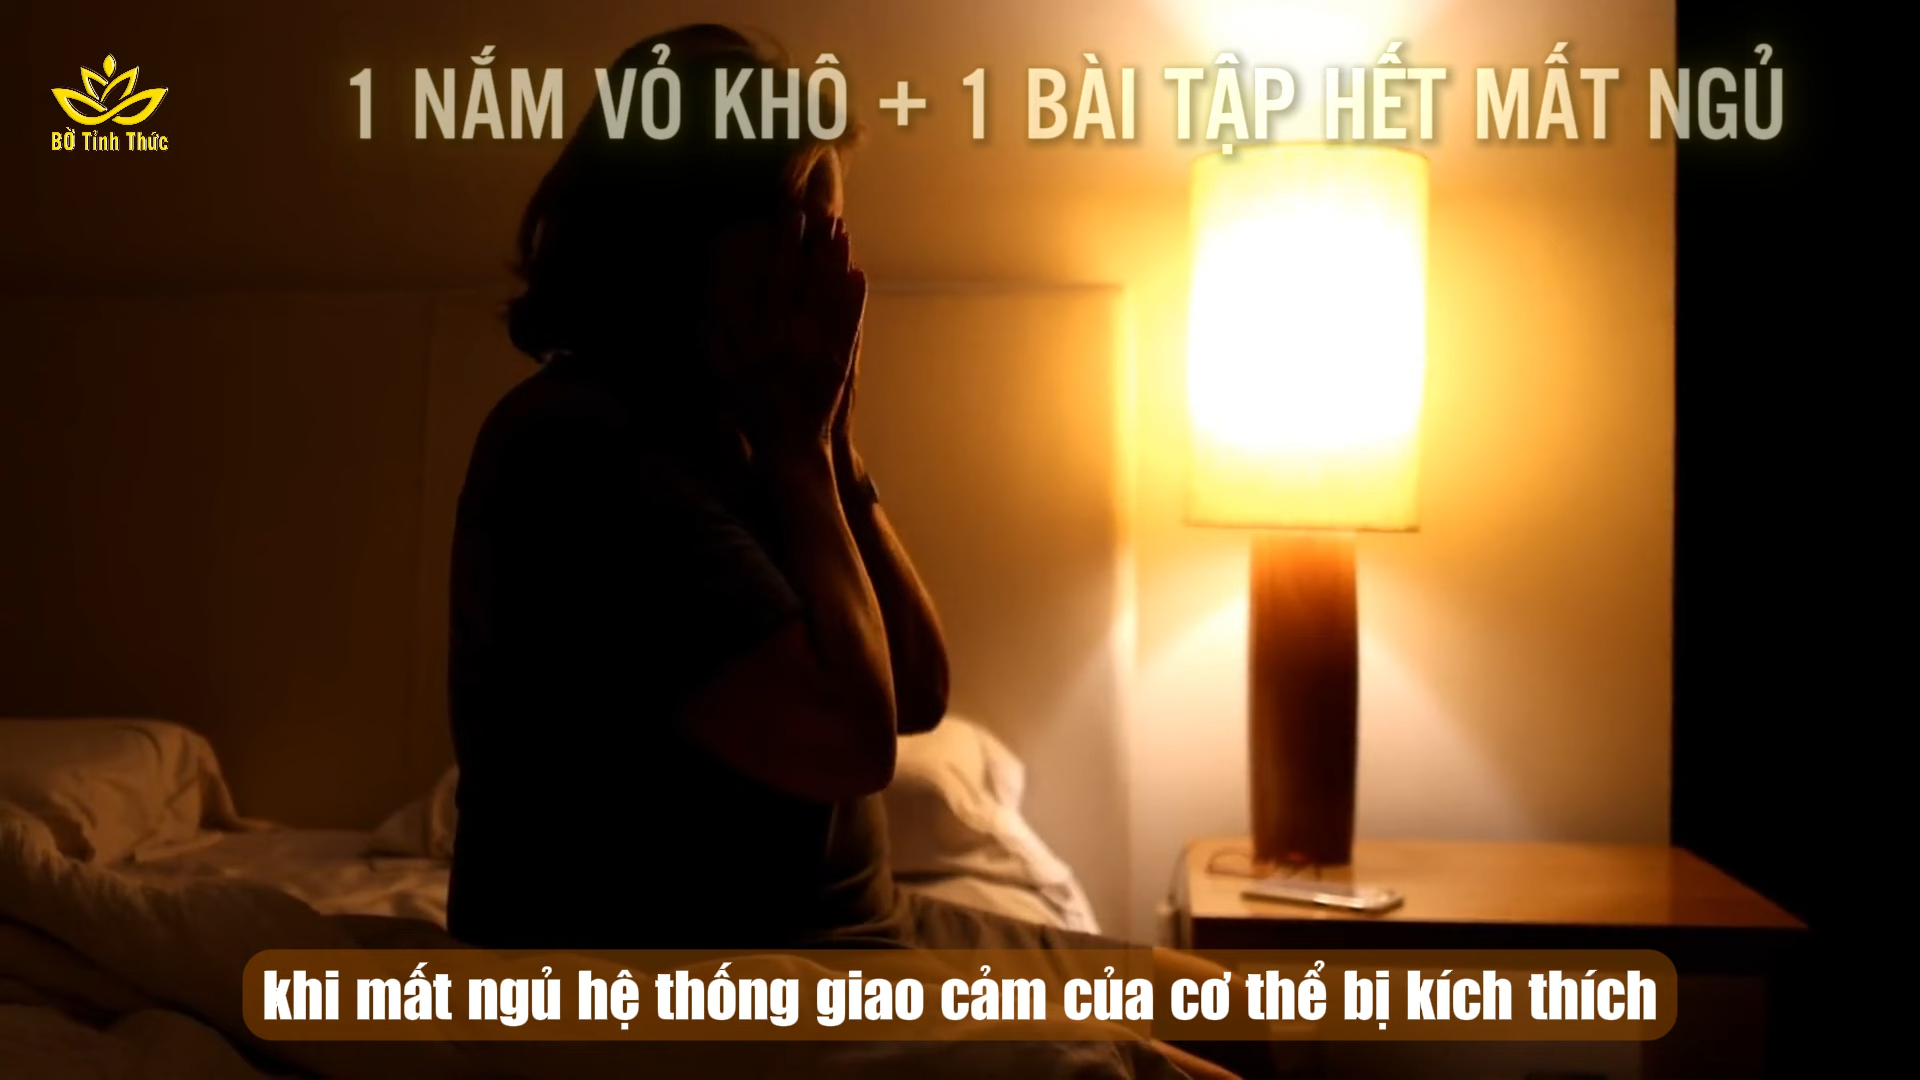 1 NẮM VỎ KHÔ + 1 BÀI TẬP HẾT MẤT NGỦ
BỜ Tỉnh Thức
khi mất ngủ hệ thống giao cảm của cơ thể bị kích thích